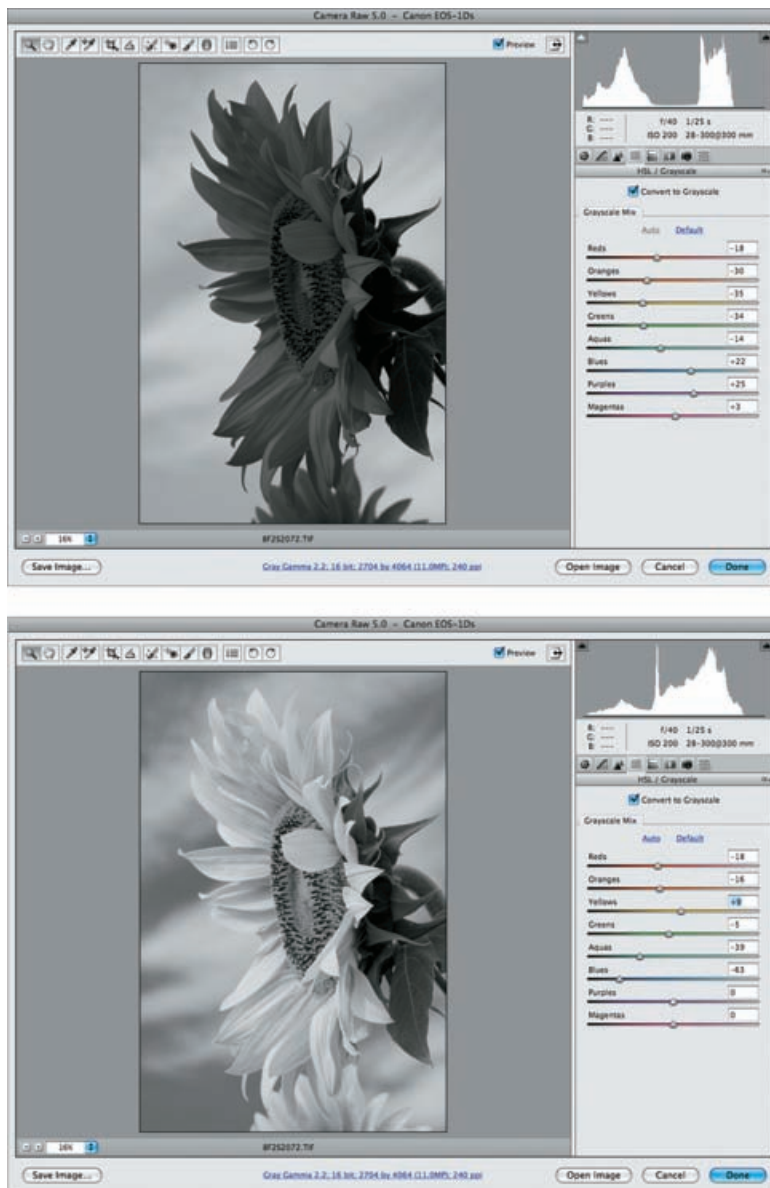 Camera Raw 5.0 – Canon EOS-1Ds
Preview
R: ----
G: ----
B: ----
f/40 1/25 s
ISO 200 28-300@300 mm
HSL / Grayscale
Convert to Grayscale
Grayscale Mix
Auto Default
Reds -18
Oranges -30
Yellows -35
Greens -34
Aquas -14
Blues +22
Purples +25
Magentas +3
16% 8F2S2072.TIF
Save Image... Gray Gamma 2.2; 16 bit; 2704 by 4064 (11.0MP); 240 ppi Open Image Cancel Done
Camera Raw 5.0 – Canon EOS-1Ds
Preview
R: ----
G: ----
B: ----
f/40 1/25 s
ISO 200 28-300@300 mm
HSL / Grayscale
Convert to Grayscale
Grayscale Mix
Auto Default
Reds -18
Oranges -16
Yellows +9
Greens -5
Aquas -39
Blues -63
Purples 0
Magentas 0
16% 8F2S2072.TIF
Save Image... Gray Gamma 2.2; 16 bit; 2704 by 4064 (11.0MP); 240 ppi Open Image Cancel Done